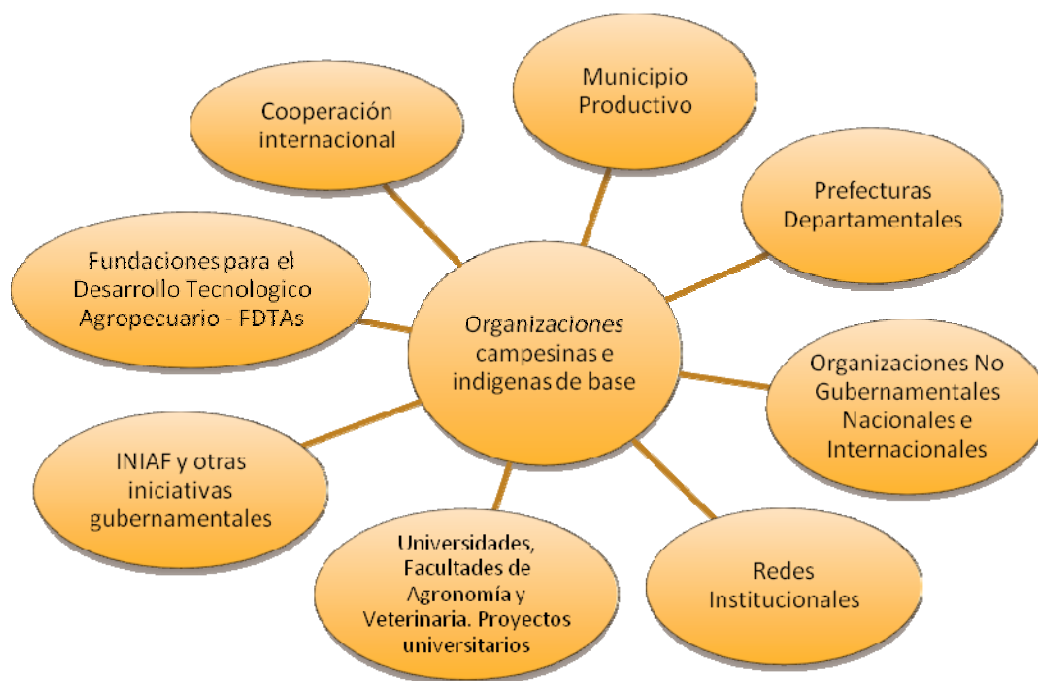 Municipio
Productivo
Cooperación
internacional
Prefecturas
Departamentales
Fundaciones para el
Desarrollo Tecnologico
Agropecuario - FDTAs
Organizaciones
campesinas e
indigenas de base
Organizaciones No
Gubernamentales
Nacionales e
Internacionales
INIAF y otras
iniciativas
gubernamentales
Universidades,
Facultades de
Agronomía y
Veterinaria. Proyectos
universitarios
Redes
Institucionales